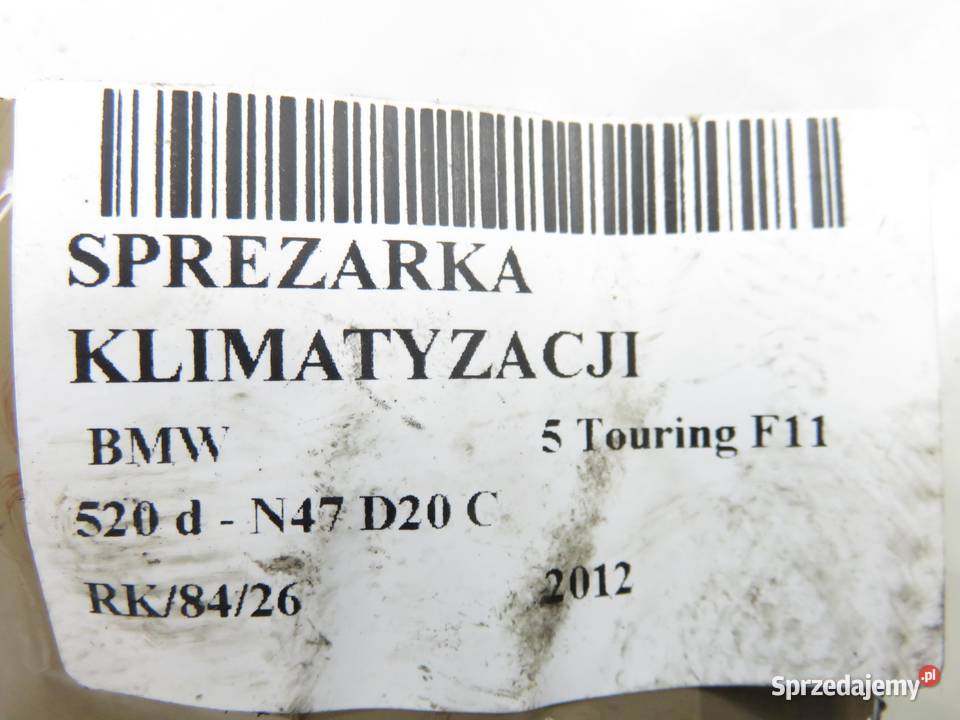 SPREZARKA
KLIMATYZACJI
BMW 5 Touring F11
520 d - N47 D20 C
RK/84/26 2012
Sprzedajemy.pl